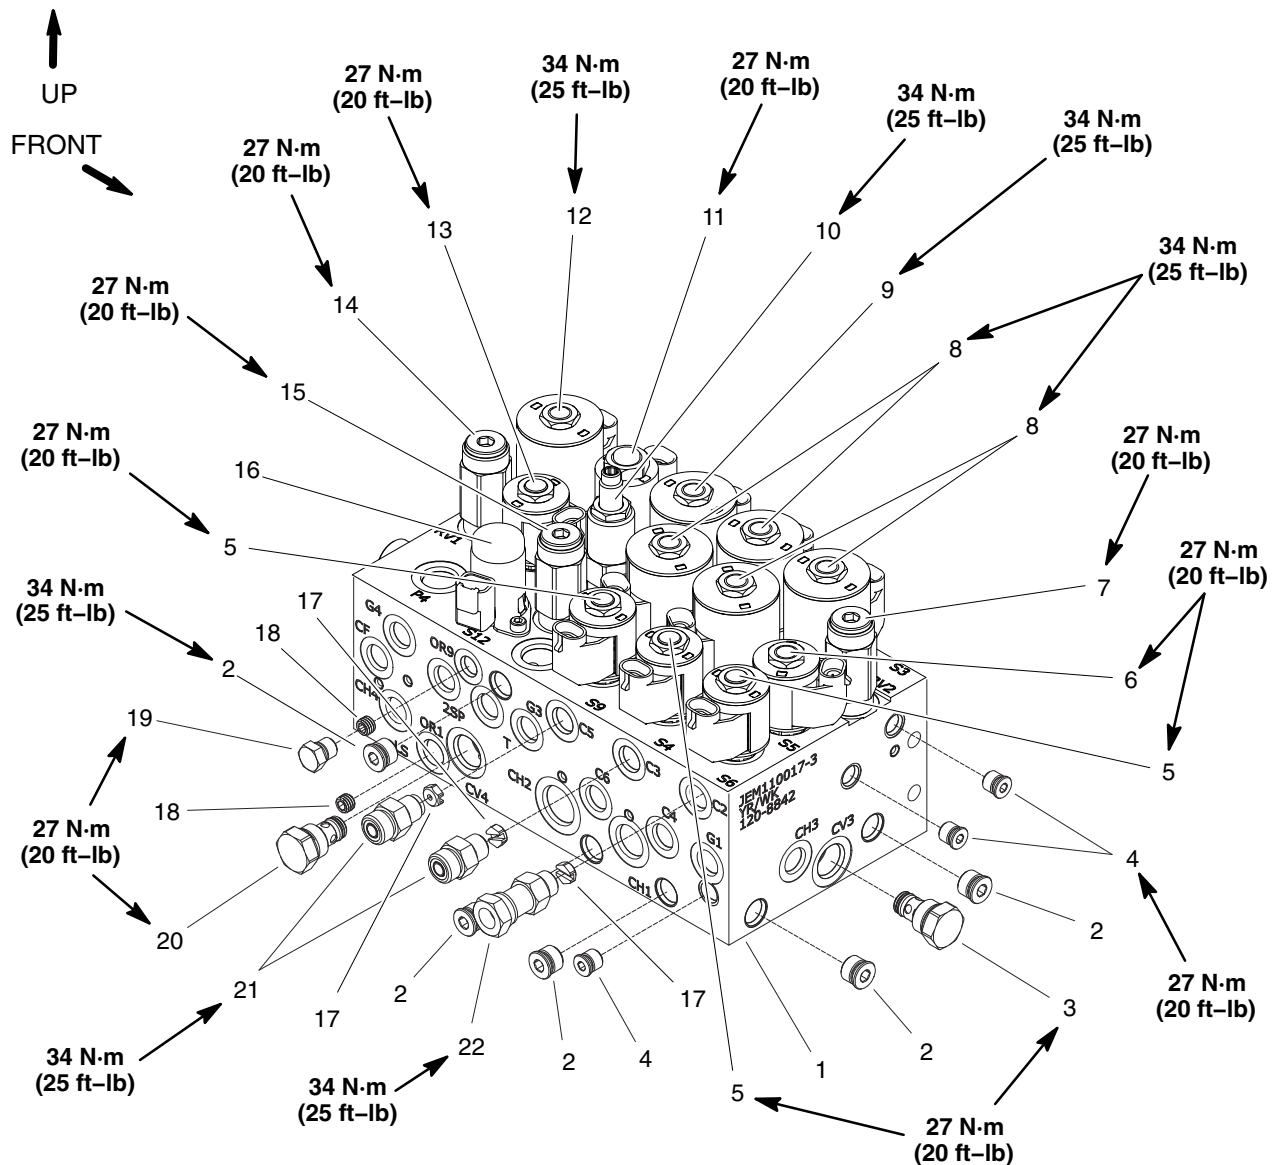 UP
FRONT
27 N·m
(20 ft–lb)
34 N·m
(25 ft–lb)
27 N·m
(20 ft–lb)
34 N·m
(25 ft–lb)
34 N·m
(25 ft–lb)
27 N·m
(20 ft–lb)
12
11
13
10
34 N·m
(25 ft–lb)
27 N·m
(20 ft–lb)
14
9
8
15
8
27 N·m
(20 ft–lb)
16
27 N·m
(20 ft–lb)
5
7
27 N·m
(20 ft–lb)
34 N·m
(25 ft–lb)
17
18
2
6
19
5
18
4
27 N·m
(20 ft–lb)
20
21
17
2
2
4
17
2
2
3
27 N·m
(20 ft–lb)
22
1
5
34 N·m
(25 ft–lb)
34 N·m
(25 ft–lb)
27 N·m
(20 ft–lb)
RV1
P4
S12
G4
CF
OR9
CH4
2SP
OR1
LS
G3
T
C5
S9
CV4
CH2
C6
C3
S4
S5
S6
S3
CV2
C2
C4
G1
CH1
JEM110017-3
YR/WK
120-8842
CH3
CV3